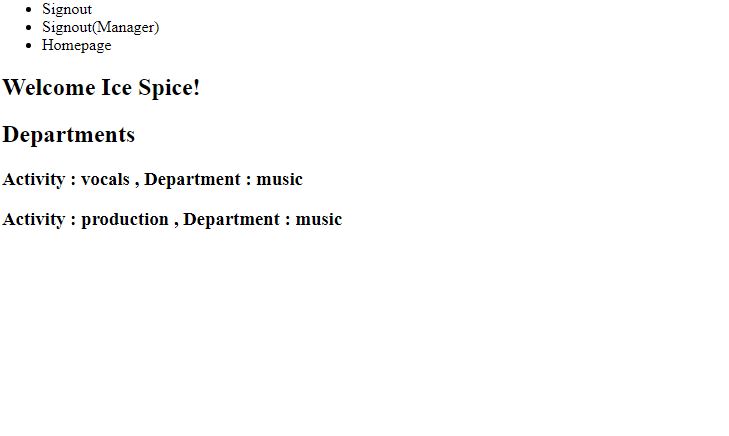 Signout
Signout(Manager)
Homepage
Welcome Ice Spice!
Departments
Activity : vocals , Department : music
Activity : production , Department : music